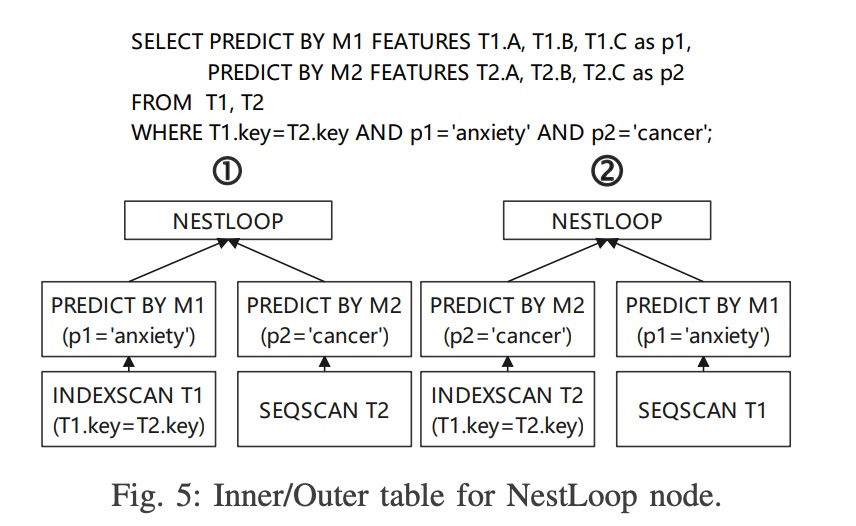 SELECT PREDICT BY M1 FEATURES T1.A, T1.B, T1.C as p1,
PREDICT BY M2 FEATURES T2.A, T2.B, T2.C as p2
FROM T1, T2
WHERE T1.key=T2.key AND p1='anxiety' AND p2='cancer';
①
NESTLOOP
PREDICT BY M1
(p1='anxiety')
PREDICT BY M2
(p2='cancer')
INDEXSCAN T1
(T1.key=T2.key)
SEQSCAN T2
②
NESTLOOP
PREDICT BY M2
(p2='cancer')
PREDICT BY M1
(p1='anxiety')
INDEXSCAN T2
(T1.key=T2.key)
SEQSCAN T1
Fig. 5: Inner/Outer table for NestLoop node.